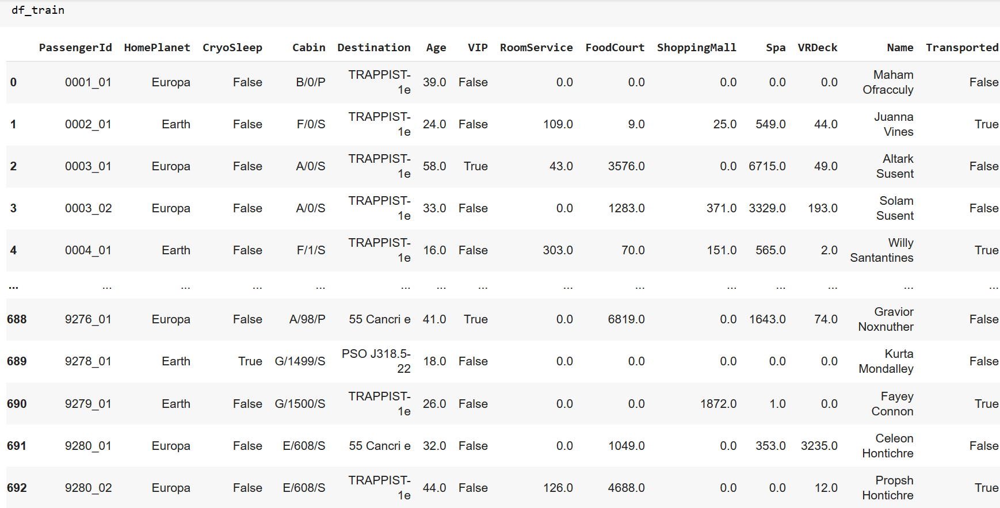 df_train
PassengerId HomePlanet CryoSleep Cabin Destination Age VIP RoomService FoodCourt ShoppingMall Spa VRDeck Name Transported
0 0001_01 Europa False B/0/P TRAPPIST-1e 39.0 False 0.0 0.0 0.0 0.0 0.0 Maham Ofracculy False
1 0002_01 Earth False F/0/S TRAPPIST-1e 24.0 False 109.0 9.0 25.0 549.0 44.0 Juanna Vines True
2 0003_01 Europa False A/0/S TRAPPIST-1e 58.0 True 43.0 3576.0 0.0 6715.0 49.0 Altark Susent False
3 0003_02 Europa False A/0/S TRAPPIST-1e 33.0 False 0.0 1283.0 371.0 3329.0 193.0 Solam Susent False
4 0004_01 Earth False F/1/S TRAPPIST-1e 16.0 False 303.0 70.0 151.0 565.0 2.0 Willy Santantines True
... ... ... ... ... ... ... ... ... ... ... ... ... ... ...
688 9276_01 Europa False A/98/P 55 Cancri e 41.0 True 0.0 6819.0 0.0 1643.0 74.0 Gravior Noxnuther False
689 9278_01 Earth True G/1499/S PSO J318.5-22 18.0 False 0.0 0.0 0.0 0.0 0.0 Kurta Mondalley False
690 9279_01 Earth False G/1500/S TRAPPIST-1e 26.0 False 0.0 0.0 1872.0 1.0 0.0 Fayey Connon True
691 9280_01 Europa False E/608/S 55 Cancri e 32.0 False 0.0 1049.0 0.0 353.0 3235.0 Celeon Hontichre False
692 9280_02 Europa False E/608/S TRAPPIST-1e 44.0 False 126.0 4688.0 0.0 0.0 12.0 Propsh Hontichre True